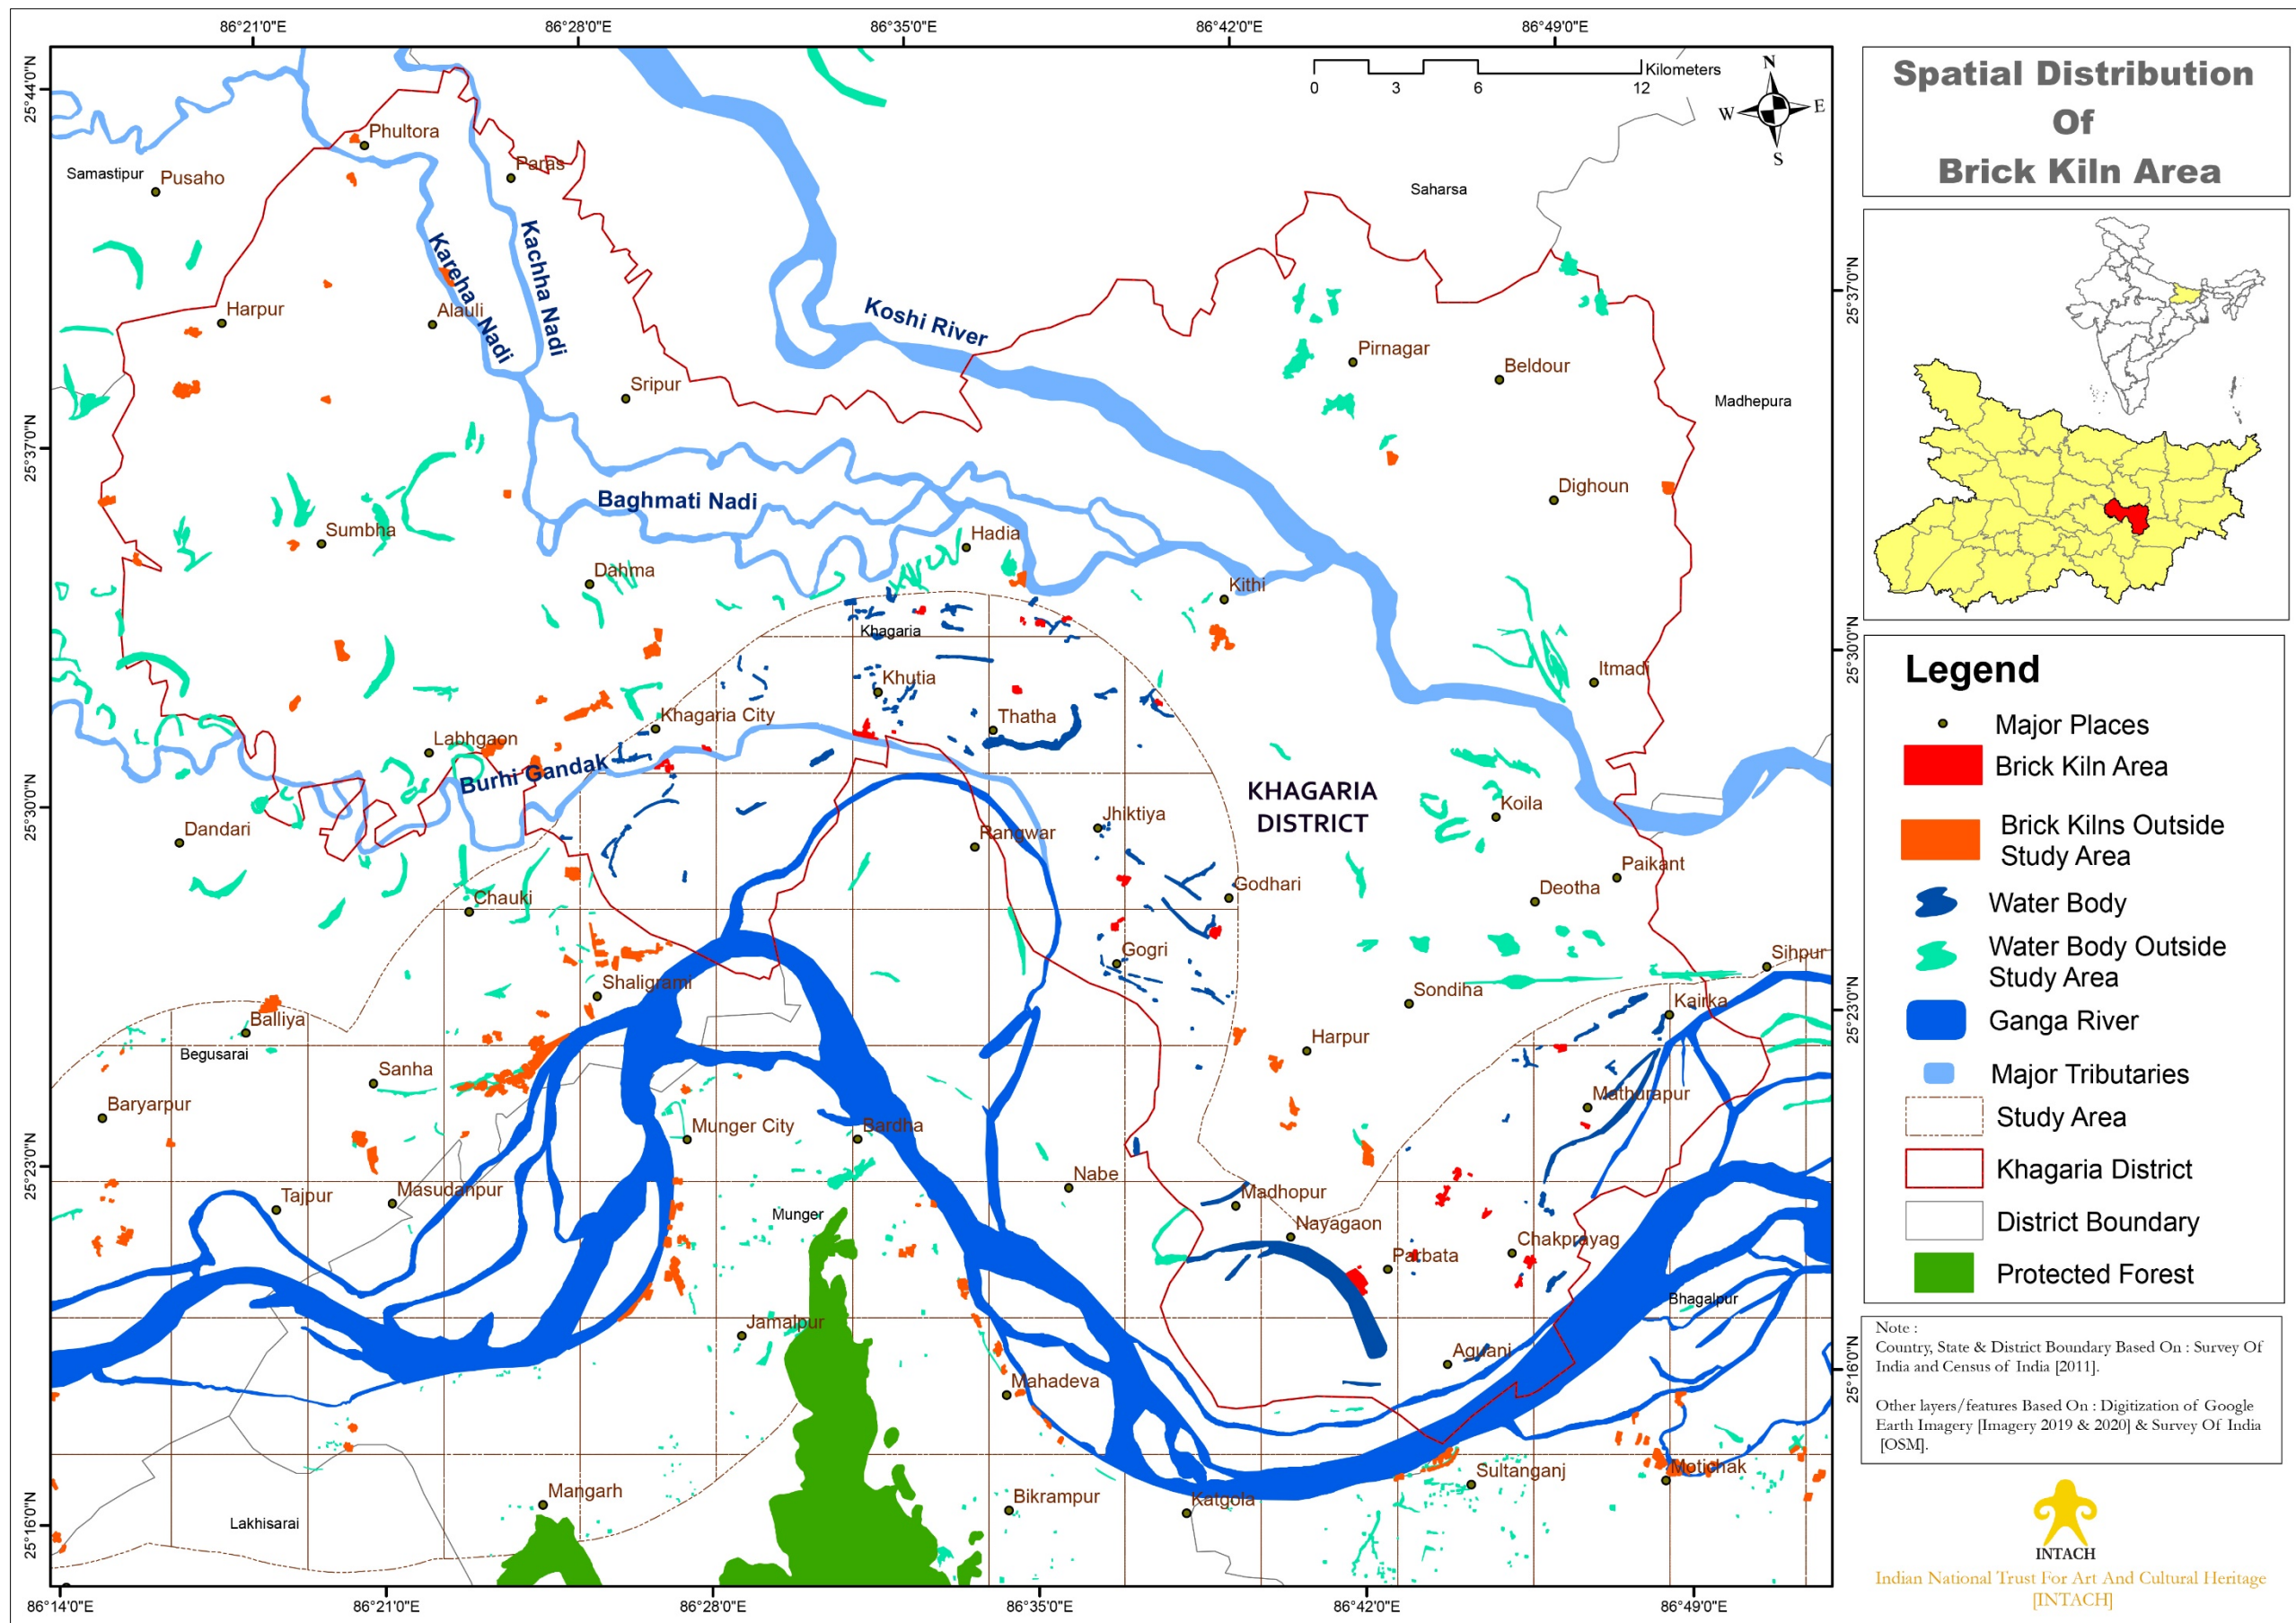 86°21'0"E
86°28'0"E
86°35'0"E
86°42'0"E
86°49'0"E
25°44'0"N
25°37'0"N
25°30'0"N
25°23'0"N
25°16'0"N
25°37'0"N
25°30'0"N
25°23'0"N
25°16'0"N
Kilometers
0 3 6 12
N
W E
S
Phultora
Samastipur
Pusaho
Paras
Saharsa
Kareha Nadi
Kachha Nadi
Harpur
Alauli
Koshi River
Pirnagar
Beldour
Sripur
Madhepura
Baghmati Nadi
Dighoun
Sumbha
Hadia
Dahma
Kithi
Khagaria
Itmadi
Khutia
Khagaria City
Thatha
Labhgaon
Burhi Gandak
KHAGARIA
DISTRICT
Koila
Dandari
Jhiktiya
Rangwar
Paikant
Chauki
Godhari
Deotha
Gogri
Sihpur
Shaligrami
Sondiha
Kairka
Balliya
Begusarai
Harpur
Sanha
Mathurapur
Baryarpur
Munger City
Bardha
Tajpur
Masudanpur
Nabe
Madhopur
Munger
Nayagaon
Chakprayag
Parbata
Bhagalpur
Jamalpur
Aguani
Mahadeva
Sultanganj
Motichak
Mangarh
Bikrampur
Katgola
Lakhisarai
86°14'0"E
86°21'0"E
86°28'0"E
86°35'0"E
86°42'0"E
86°49'0"E
Spatial Distribution
Of
Brick Kiln Area
Legend
Major Places
Brick Kiln Area
Brick Kilns Outside
Study Area
Water Body
Water Body Outside
Study Area
Ganga River
Major Tributaries
Study Area
Khagaria District
District Boundary
Protected Forest
Note :
Country, State & District Boundary Based On : Survey Of
India and Census of India [2011].
Other layers/features Based On : Digitization of Google
Earth Imagery [Imagery 2019 & 2020] & Survey Of India
[OSM].
INTACH
Indian National Trust For Art And Cultural Heritage
[INTACH]